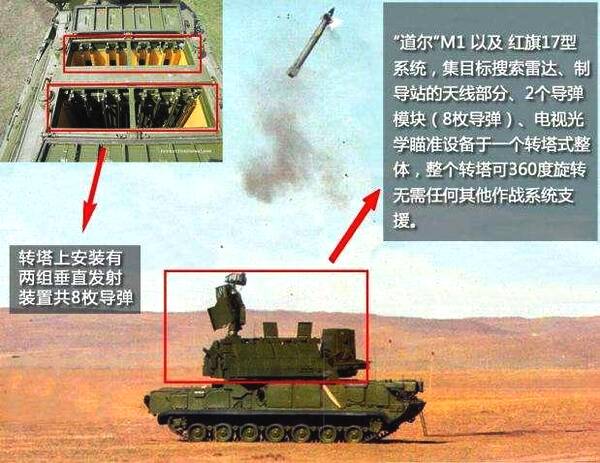 “道尔”M1 以及 红旗17型
系统，集目标搜索雷达、制
导站的天线部分、2个导弹
模块（8枚导弹）、电视光
学瞄准设备于一个转塔式整
体，整个转塔可360度旋转
无需任何其他作战系统支
援。
转塔上安装有
两组垂直发射
装置共8枚导弹